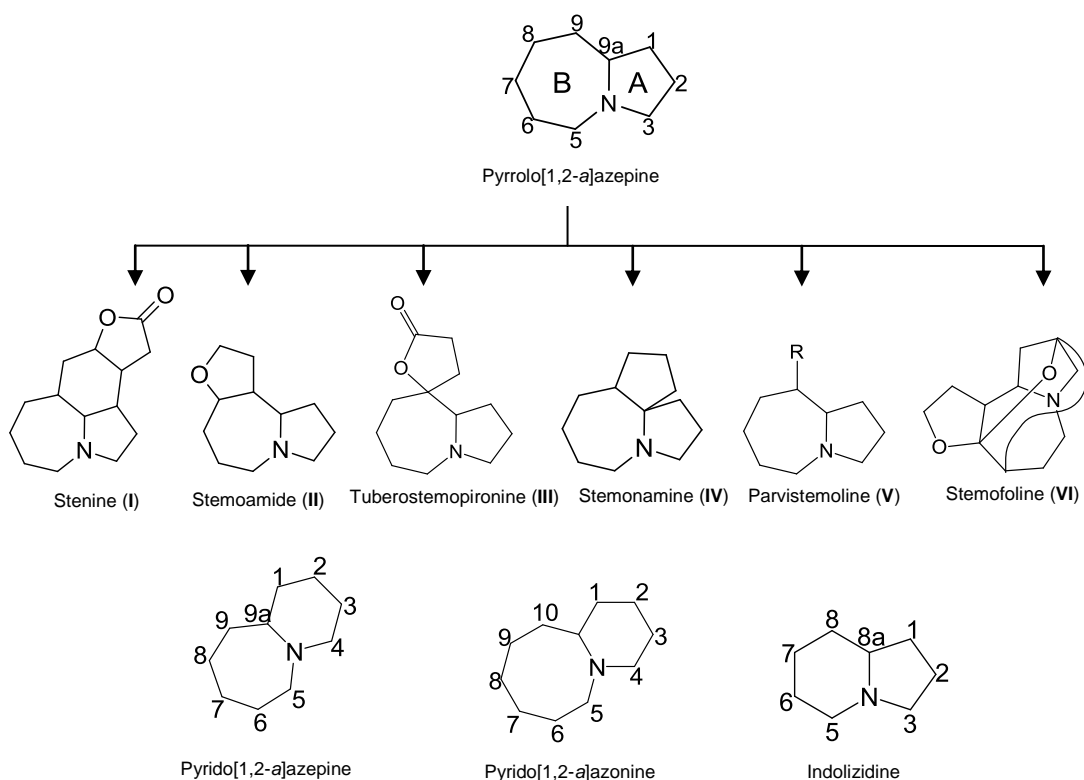 9
8
9a
1
7
B
A
2
N
6
3
5
Pyrrolo[1,2-a]azepine
O
O
O
R
O
O
O
N
N
N
N
N
N
O
Stenine (I)
Stemoamide (II)
Tuberostemopironine (III)
Stemonamine (IV)
Parvistemoline (V)
Stemofoline (VI)
1
2
9a
3
9
N
4
8
5
7
6
Pyrido[1,2-a]azepine
1
2
10
9
3
N
4
8
5
7
6
Pyrido[1,2-a]azonine
8
8a
1
7
2
6
N
5
3
Indolizidine